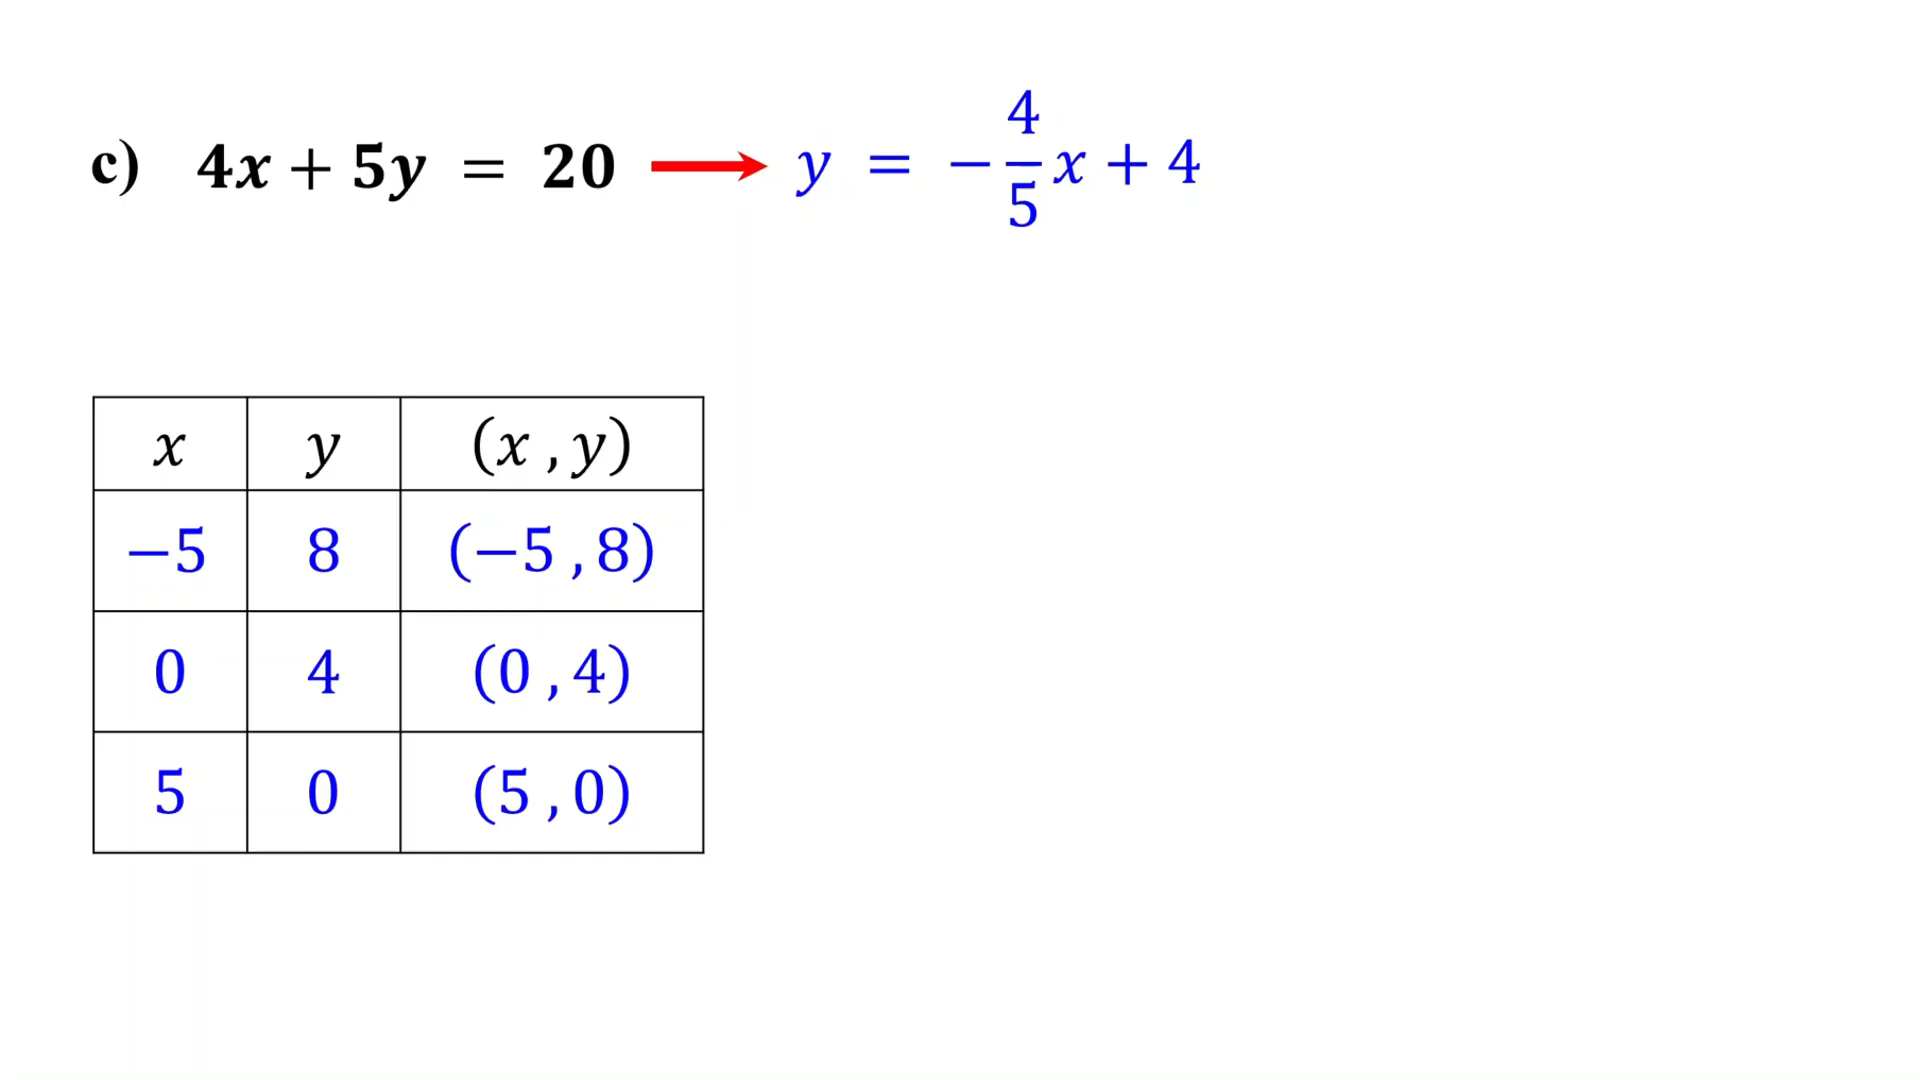 c) 4x + 5y = 20 → y = −4/5x + 4
x y (x , y)
−5 8 (−5 , 8)
0 4 (0 , 4)
5 0 (5 , 0)